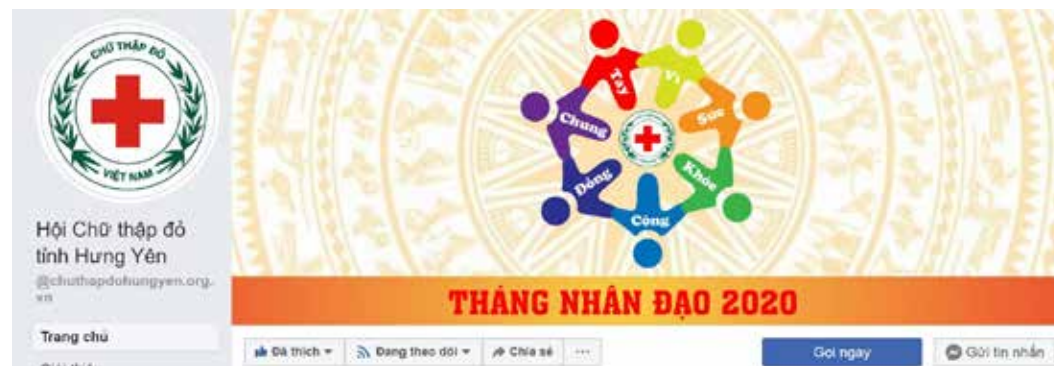 CHỮ THẬP ĐỎ
VIỆT NAM
Hội Chữ thập đỏ
tỉnh Hưng Yên
@chuthapdohungyen.org.
vn
Trang chủ
Chung
Tay
Vì
Sức
Khỏe
Cộng
Đồng
THÁNG NHÂN ĐẠO 2020
Đã thích
Đang theo dõi
Chia sẻ
Gọi ngay
Gửi tin nhắn